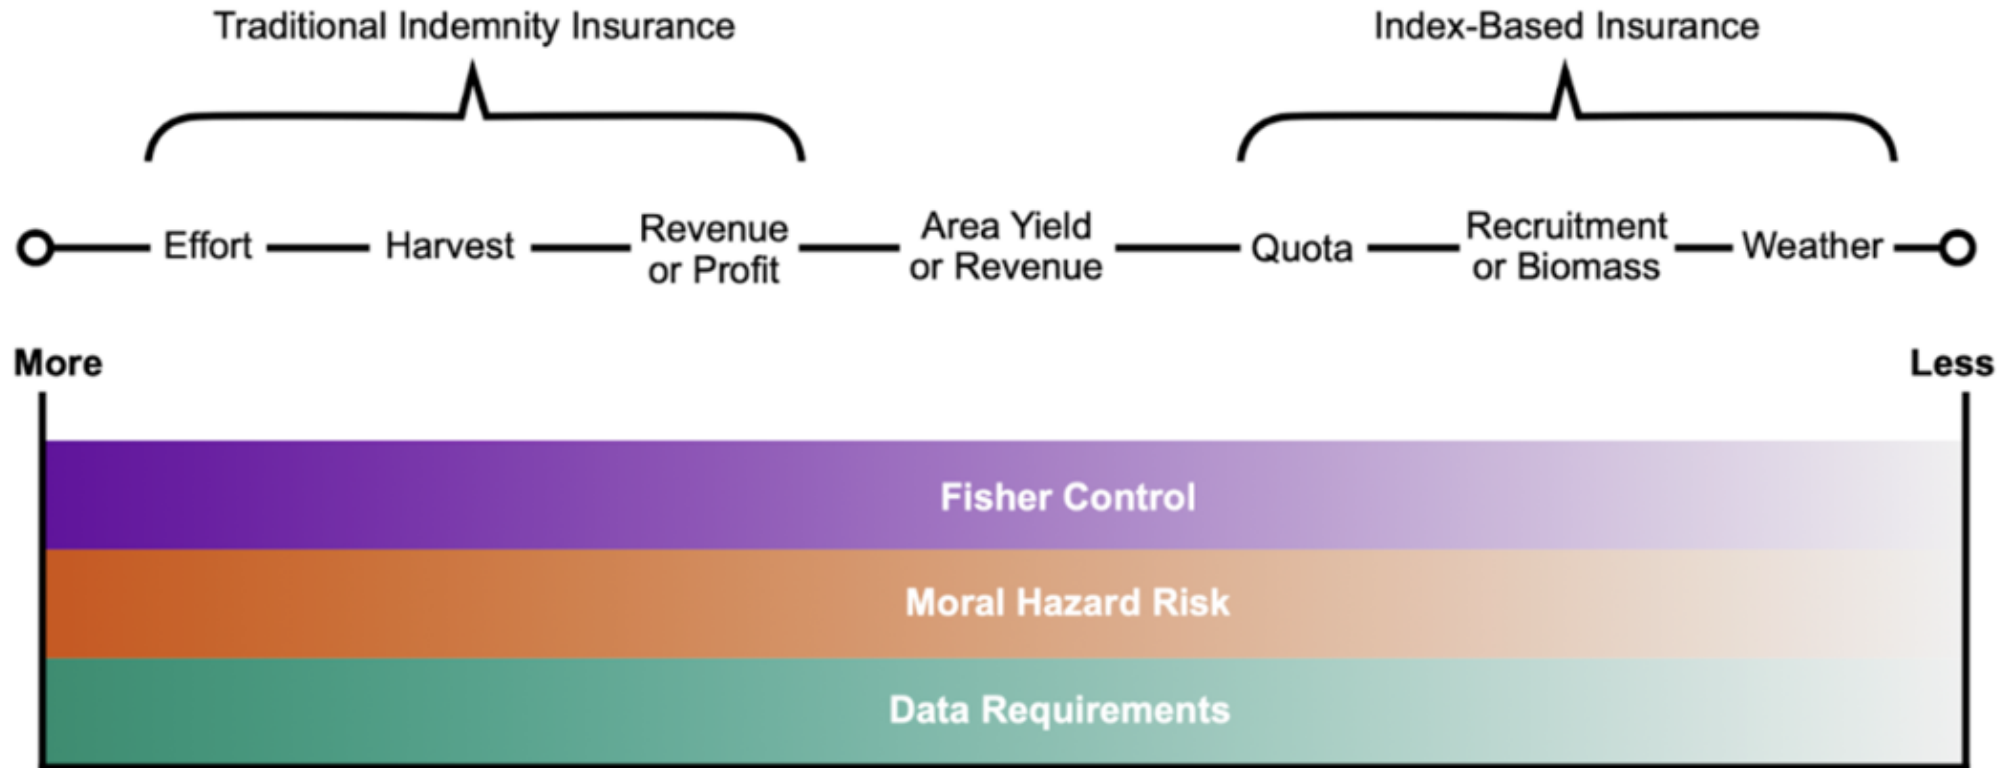 Traditional Indemnity Insurance
Index-Based Insurance
Effort
Harvest
Revenue
or Profit
Area Yield
or Revenue
Quota
Recruitment
or Biomass
Weather
More
Less
Fisher Control
Moral Hazard Risk
Data Requirements